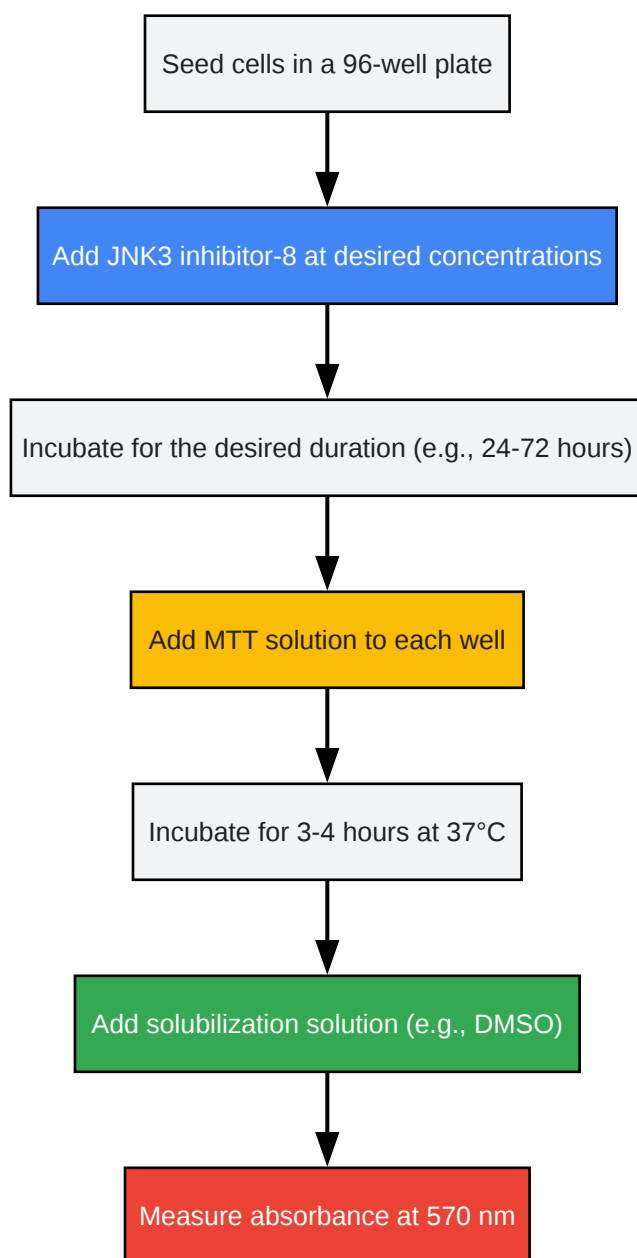 Seed cells in a 96-well plate
Add JNK3 inhibitor-8 at desired concentrations
Incubate for the desired duration (e.g., 24-72 hours)
Add MTT solution to each well
Incubate for 3-4 hours at 37°C
Add solubilization solution (e.g., DMSO)
Measure absorbance at 570 nm